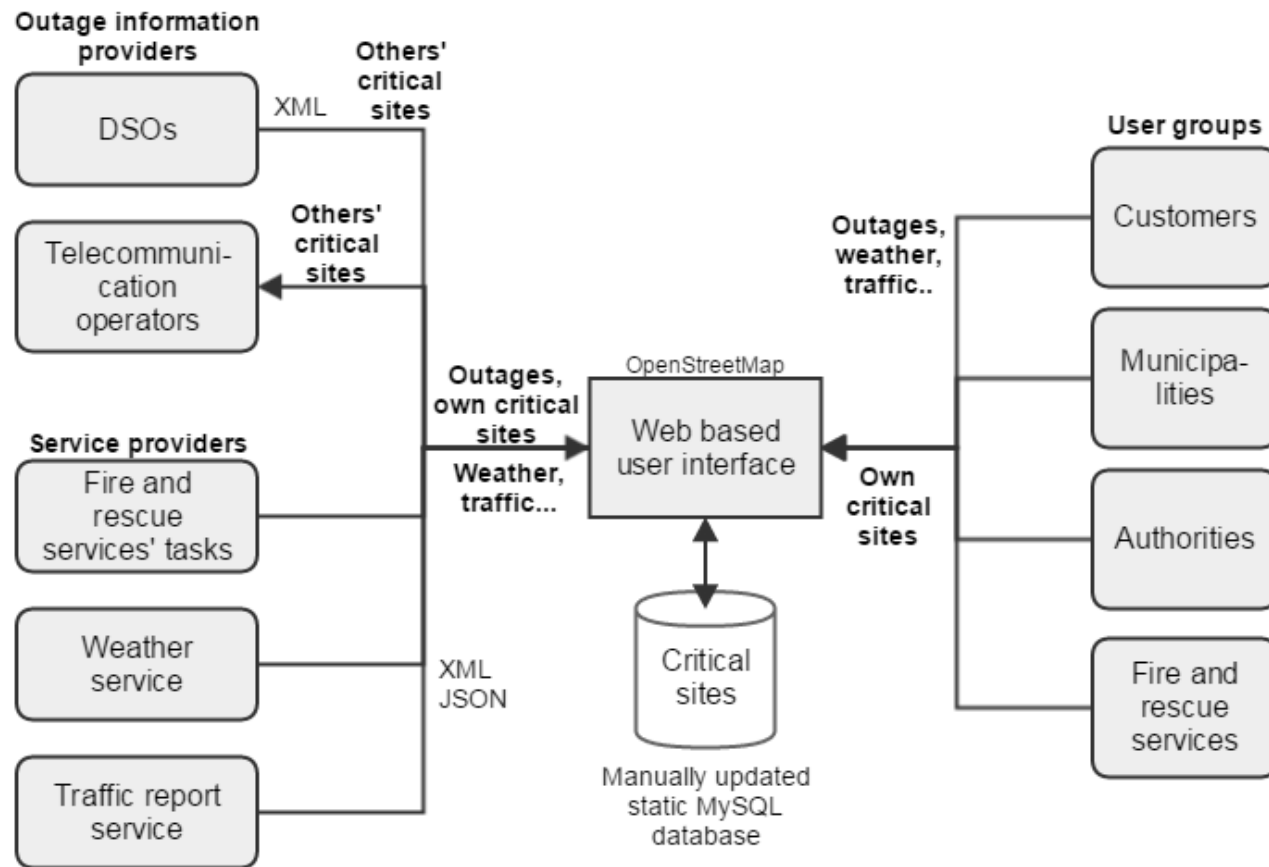 Outage information
providers
DSOs
XML
Others'
critical
sites
Telecommuni-
cation
operators
Others'
critical
sites
Service providers
Fire and
rescue
services' tasks
Weather
service
Traffic report
service
XML
JSON
Outages,
own critical
sites
Weather,
traffic...
OpenStreetMap
Web based
user interface
Critical
sites
Manually updated
static MySQL
database
Outages,
weather,
traffic..
Own
critical
sites
User groups
Customers
Municipa-
lities
Authorities
Fire and
rescue
services